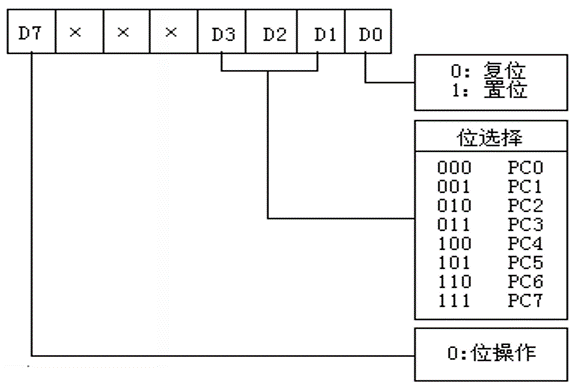 D7 × × × D3 D2 D1 D0
0: 复位
1: 置位
位选择
000 PC0
001 PC1
010 PC2
011 PC3
100 PC4
101 PC5
110 PC6
111 PC7
0:位操作